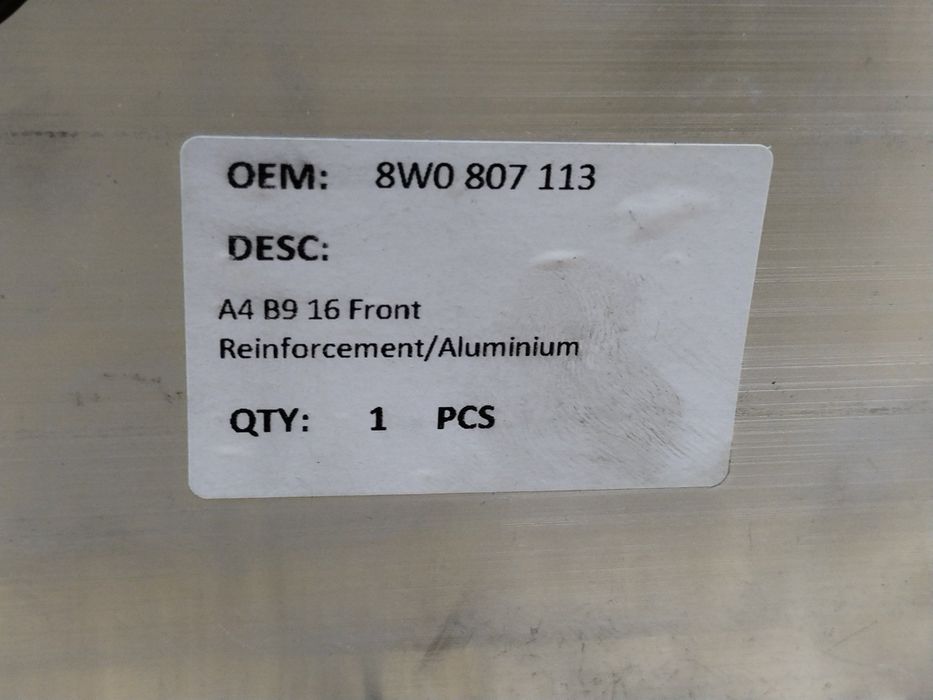 OEM: 8W0 807 113
DESC:
A4 B9 16 Front
Reinforcement/Aluminium
QTY: 1 PCS